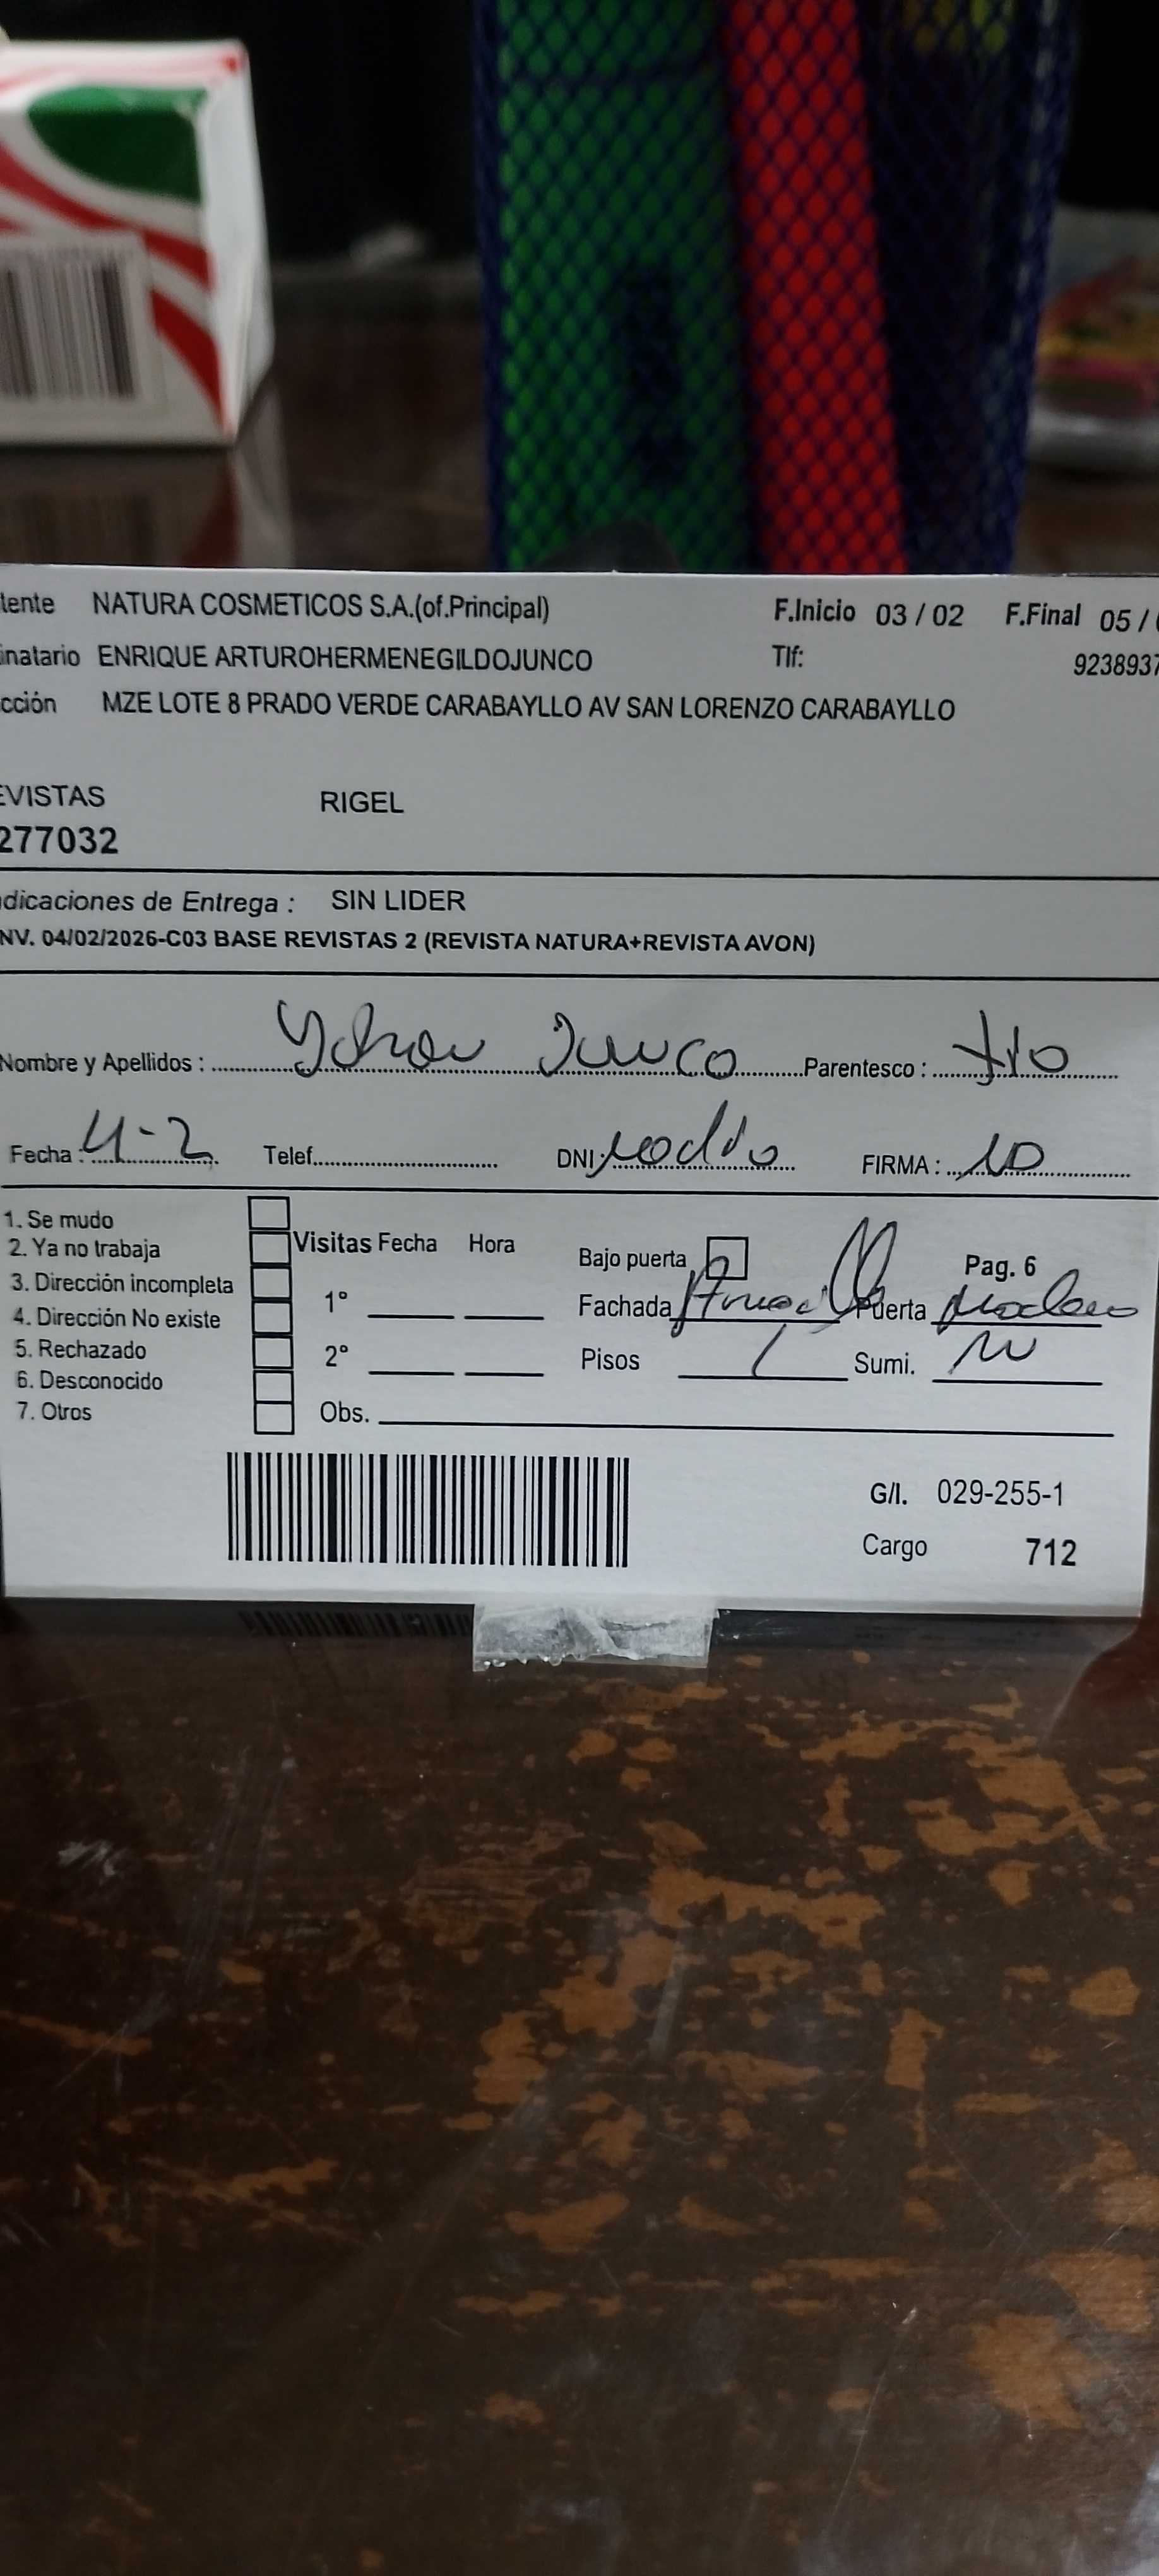 tente NATURA COSMETICOS S.A.(of.Principal) F.Inicio 03 / 02 F.Final 05 /
inatario ENRIQUE ARTUROHERMENEGILDOJUNCO Tlf: 9238937
cción MZE LOTE 8 PRADO VERDE CARABAYLLO AV SAN LORENZO CARABAYLLO
EVISTAS RIGEL
277032
dicaciones de Entrega : SIN LIDER
NV. 04/02/2026-C03 BASE REVISTAS 2 (REVISTA NATURA+REVISTA AVON)
Nombre y Apellidos : Junco Parentesco : tio
Fecha : 4-2 Telef. DNI: FIRMA :
1. Se mudo
2. Ya no trabaja Visitas Fecha Hora Bajo puerta Pag. 6
3. Dirección incompleta 1° Fachada Puerta
4. Dirección No existe
5. Rechazado 2° Pisos 1 Sumi.
6. Desconocido
7. Otros Obs.
G/I. 029-255-1
Cargo 712